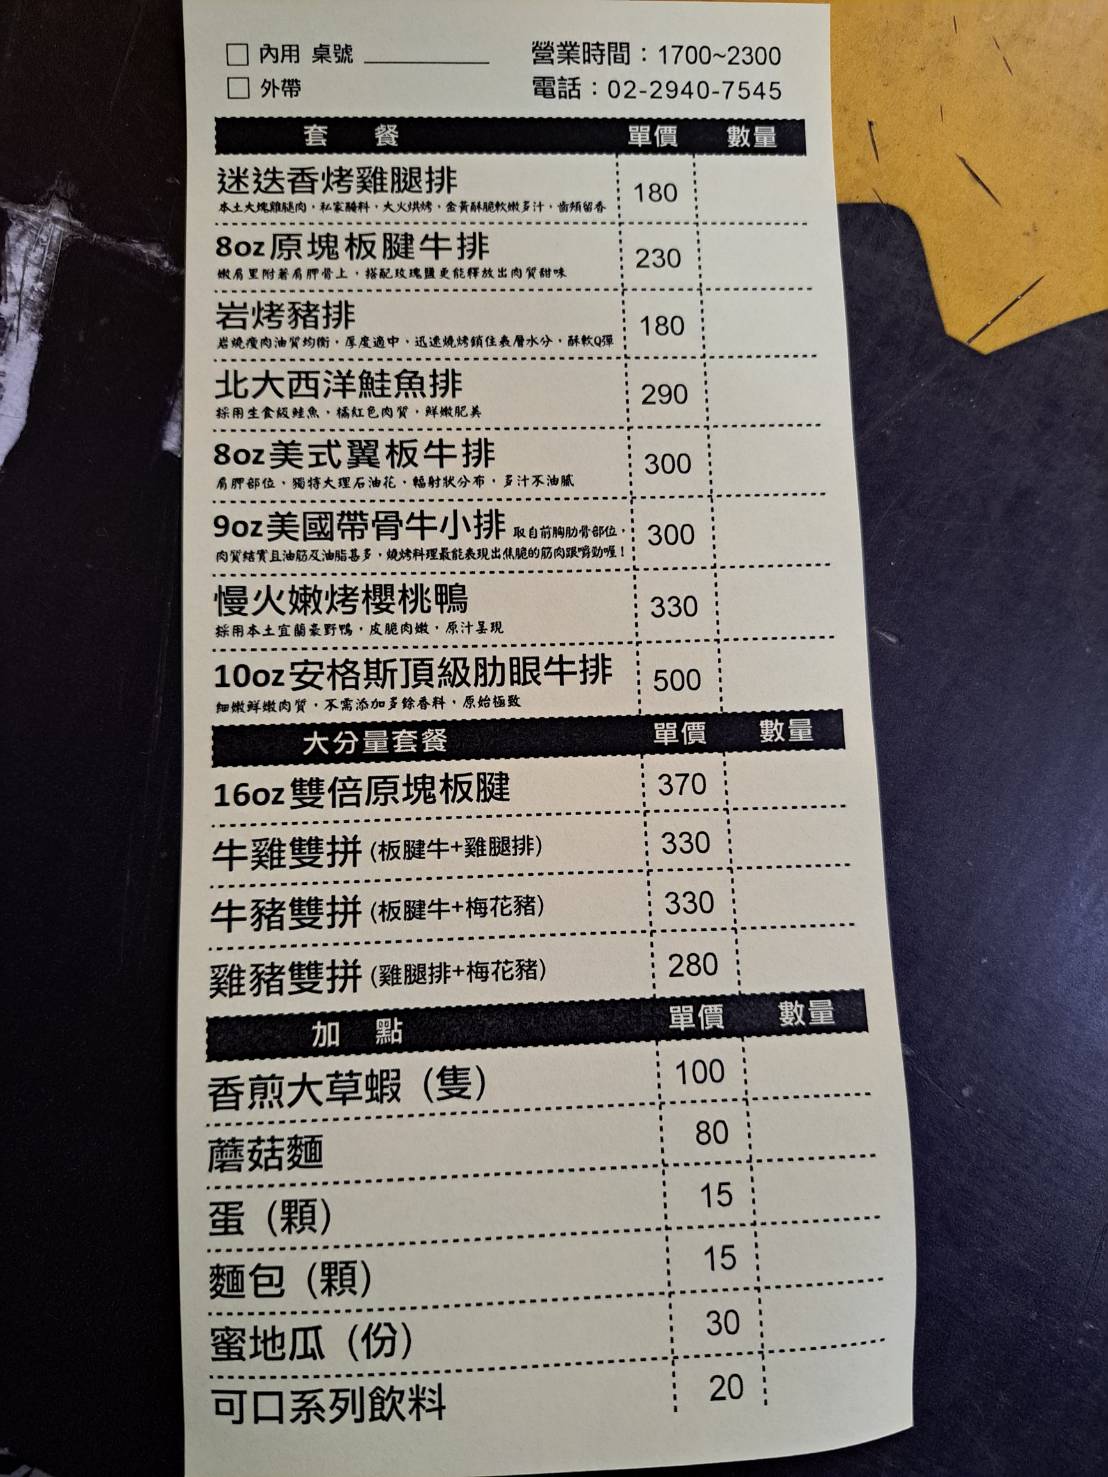 □ 內用 桌號 ________ 營業時間：1700~2300
□ 外帶 電話：02-2940-7545
套 餐 單價 數量
迷迭香烤雞腿排 180
本土大塊雞腿肉，私家醃料，大火烘烤，金黃酥脆軟嫩多汁，齒頰留香
8oz原塊板腱牛排 230
嫩肩里附著肩胛骨上，搭配玫瑰鹽更能釋放出肉質甜味
岩烤豬排 180
岩燒瘦肉油質均衡，厚度適中，迅速燒烤鎖住表層水分，酥軟Q彈
北大西洋鮭魚排 290
採用生食級鮭魚，橘紅色肉質，鮮嫩肥美
8oz美式翼板牛排 300
肩胛部位，獨特大理石油花，輻射狀分布，多汁不油膩
9oz美國帶骨牛小排 取自前胸肋骨部位， 300
肉質結實且油筋及油脂甚多，燒烤料理最能表現出焦脆的筋肉跟嚼勁喔！
慢火嫩烤櫻桃鴨 330
採用本土宜蘭豪野鴨，皮脆肉嫩，原汁呈現
10oz安格斯頂級肋眼牛排 500
細嫩鮮嫩肉質，不需添加多餘香料，原始極致
大分量套餐 單價 數量
16oz雙倍原塊板腱 370
牛雞雙拼 (板腱牛+雞腿排) 330
牛豬雙拼 (板腱牛+梅花豬) 330
雞豬雙拼 (雞腿排+梅花豬) 280
加 點 單價 數量
香煎大草蝦 (隻) 100
蘑菇麵 80
蛋 (顆) 15
麵包 (顆) 15
蜜地瓜 (份) 30
可口系列飲料 20